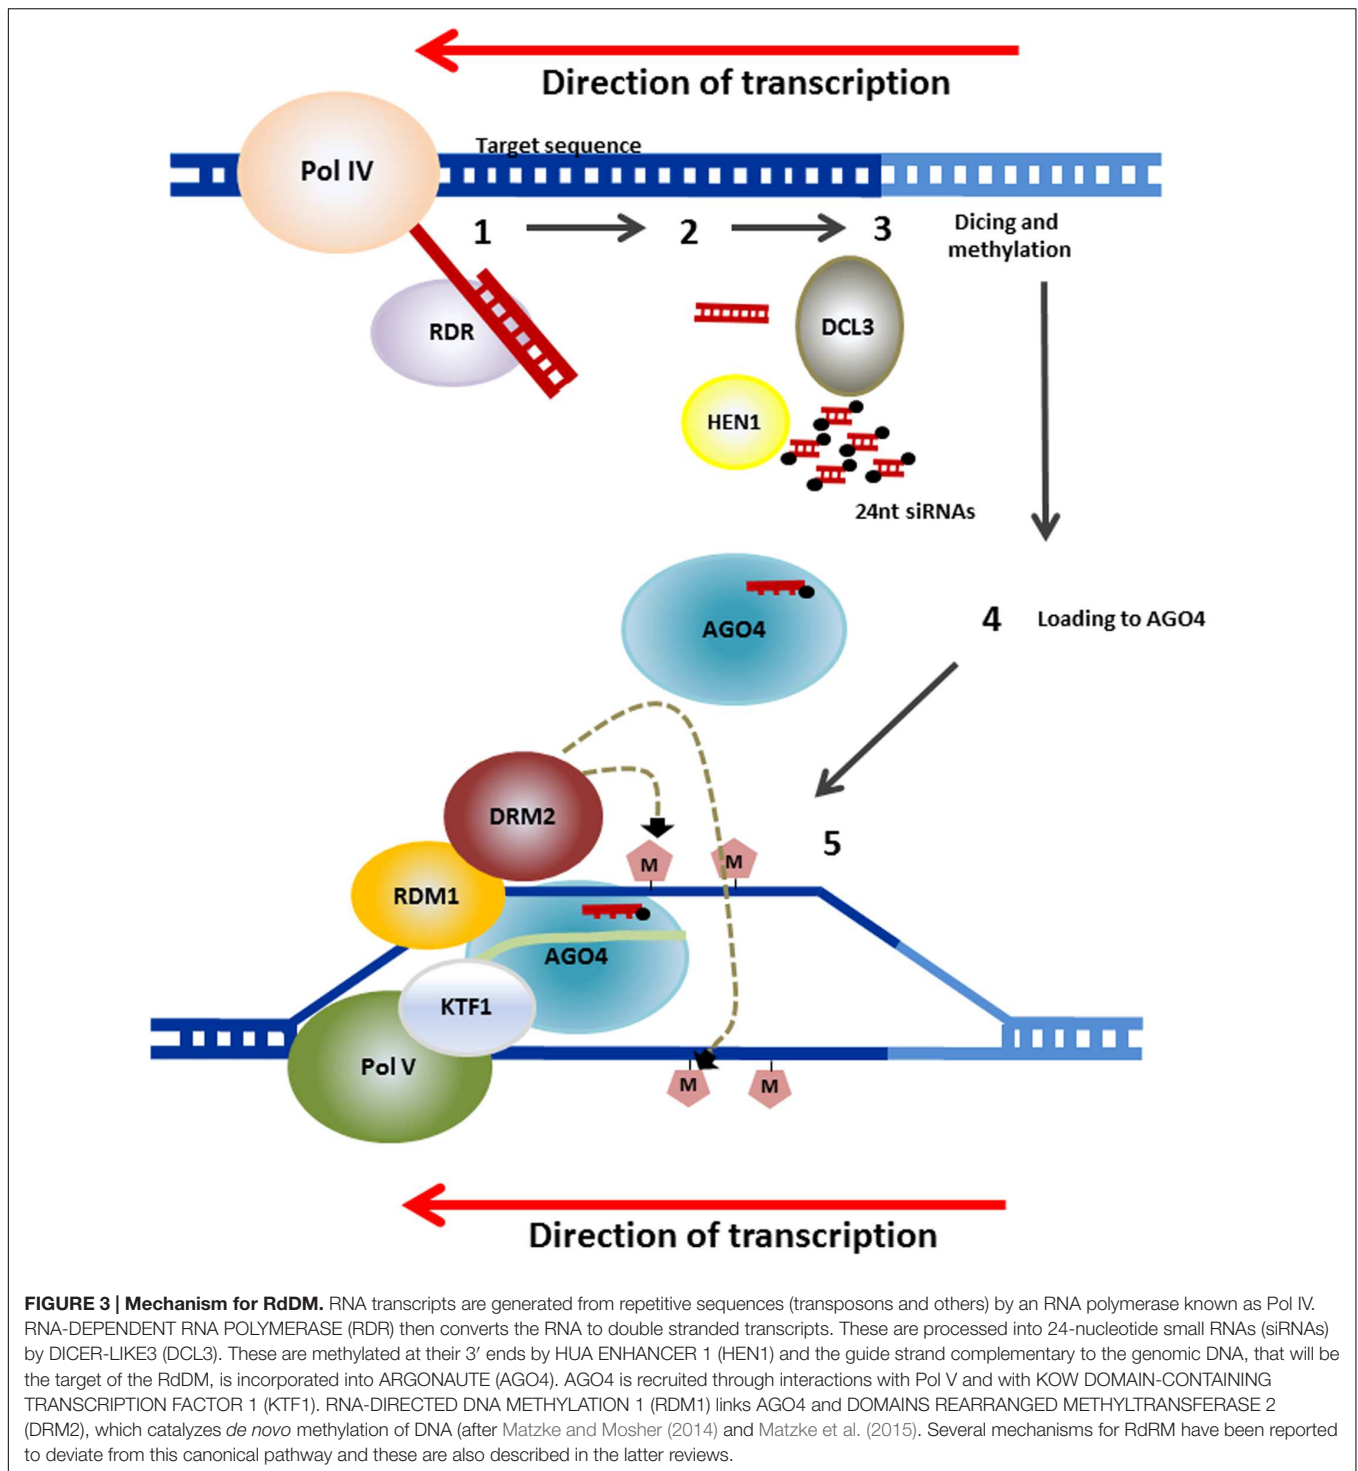 Direction of transcription
Target sequence
Pol IV
1
2
3
Dicing and
methylation
RDR
DCL3
HEN1
24nt siRNAs
AGO4
4
Loading to AGO4
DRM2
5
M
M
RDM1
AGO4
KTF1
Pol V
M
M
Direction of transcription
FIGURE 3 | Mechanism for RdDM. RNA transcripts are generated from repetitive sequences (transposons and others) by an RNA polymerase known as Pol IV.
RNA-DEPENDENT RNA POLYMERASE (RDR) then converts the RNA to double stranded transcripts. These are processed into 24-nucleotide small RNAs (siRNAs)
by DICER-LIKE3 (DCL3). These are methylated at their 3′ ends by HUA ENHANCER 1 (HEN1) and the guide strand complementary to the genomic DNA, that will be
the target of the RdDM, is incorporated into ARGONAUTE (AGO4). AGO4 is recruited through interactions with Pol V and with KOW DOMAIN-CONTAINING
TRANSCRIPTION FACTOR 1 (KTF1). RNA-DIRECTED DNA METHYLATION 1 (RDM1) links AGO4 and DOMAINS REARRANGED METHYLTRANSFERASE 2
(DRM2), which catalyzes de novo methylation of DNA (after Matzke and Mosher (2014) and Matzke et al. (2015). Several mechanisms for RdRM have been reported
to deviate from this canonical pathway and these are also described in the latter reviews.